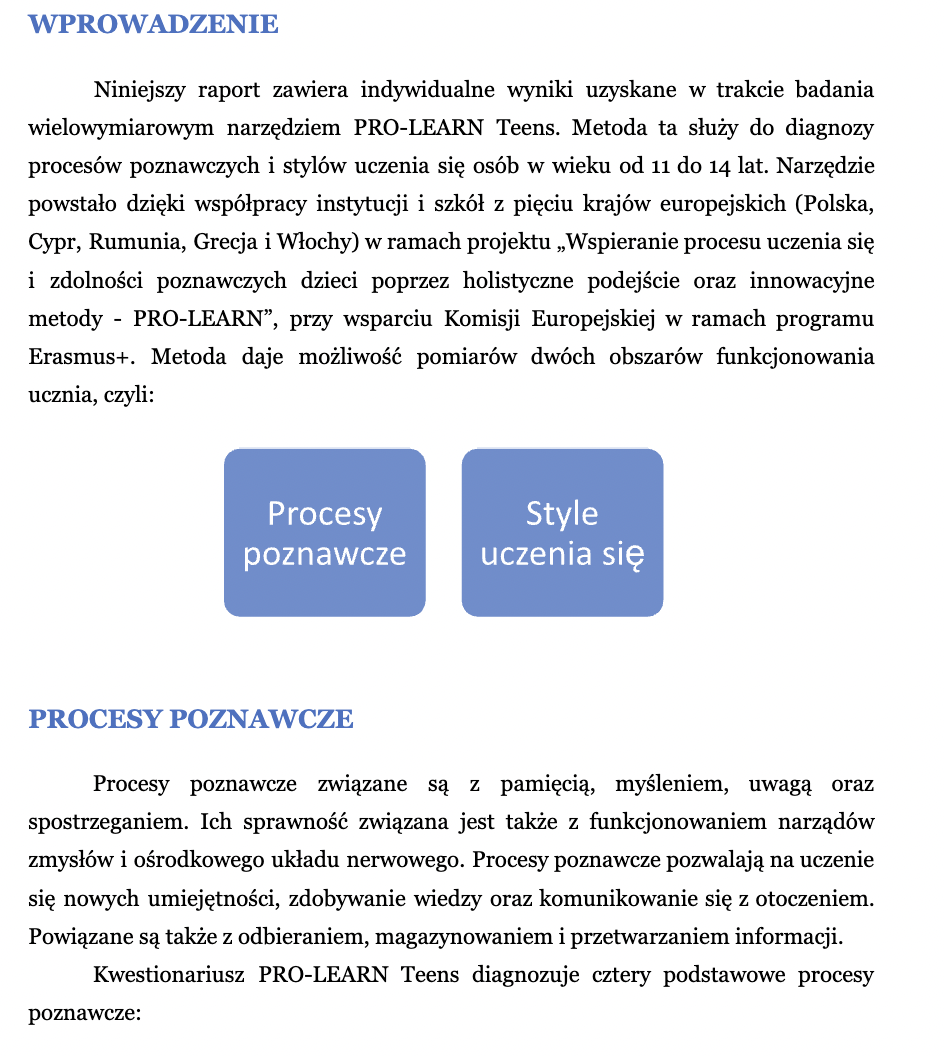 WPROWADZENIE
Niniejszy raport zawiera indywidualne wyniki uzyskane w trakcie badania
wielowymiarowym narzędziem PRO-LEARN Teens. Metoda ta służy do diagnozy
procesów poznawczych i stylów uczenia się osób w wieku od 11 do 14 lat. Narzędzie
powstało dzięki współpracy instytucji i szkół z pięciu krajów europejskich (Polska,
Cypr, Rumunia, Grecja i Włochy) w ramach projektu „Wspieranie procesu uczenia się
i zdolności poznawczych dzieci poprzez holistyczne podejście oraz innowacyjne
metody - PRO-LEARN”, przy wsparciu Komisji Europejskiej w ramach programu
Erasmus+. Metoda daje możliwość pomiarów dwóch obszarów funkcjonowania
ucznia, czyli:
Procesy
poznawcze
Style
uczenia się
PROCESY POZNAWCZE
Procesy poznawcze związane są z pamięcią, myśleniem, uwagą oraz
spostrzeganiem. Ich sprawność związana jest także z funkcjonowaniem narządów
zmysłów i ośrodkowego układu nerwowego. Procesy poznawcze pozwalają na uczenie
się nowych umiejętności, zdobywanie wiedzy oraz komunikowanie się z otoczeniem.
Powiązane są także z odbieraniem, magazynowaniem i przetwarzaniem informacji.
Kwestionariusz PRO-LEARN Teens diagnozuje cztery podstawowe procesy
poznawcze: